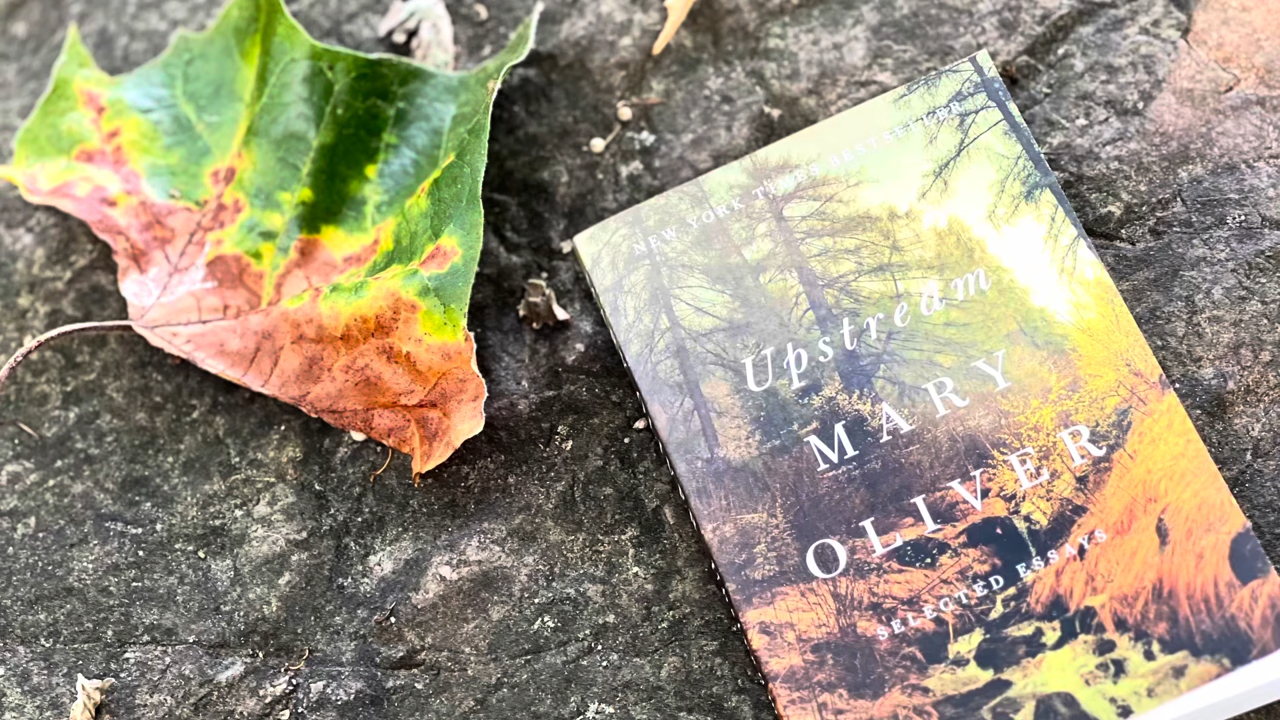 NEW YORK TIMES BESTSELLER
Upstream
MARY
OLIVER
SELECTED ESSAYS